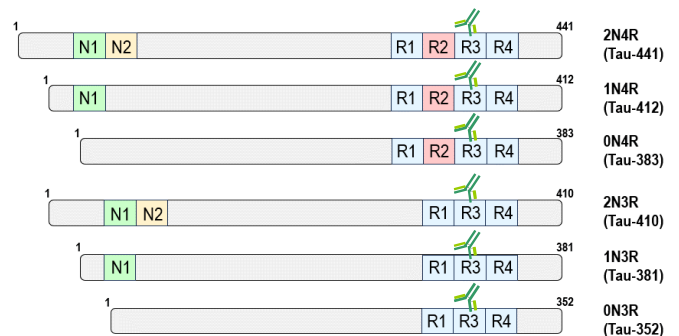 1 441
N1 N2 R1 R2 R3 R4
2N4R
(Tau-441)
1 412
N1 R1 R2 R3 R4
1N4R
(Tau-412)
1 383
R1 R2 R3 R4
0N4R
(Tau-383)
1 410
N1 N2 R1 R3 R4
2N3R
(Tau-410)
1 381
N1 R1 R3 R4
1N3R
(Tau-381)
1 352
R1 R3 R4
0N3R
(Tau-352)